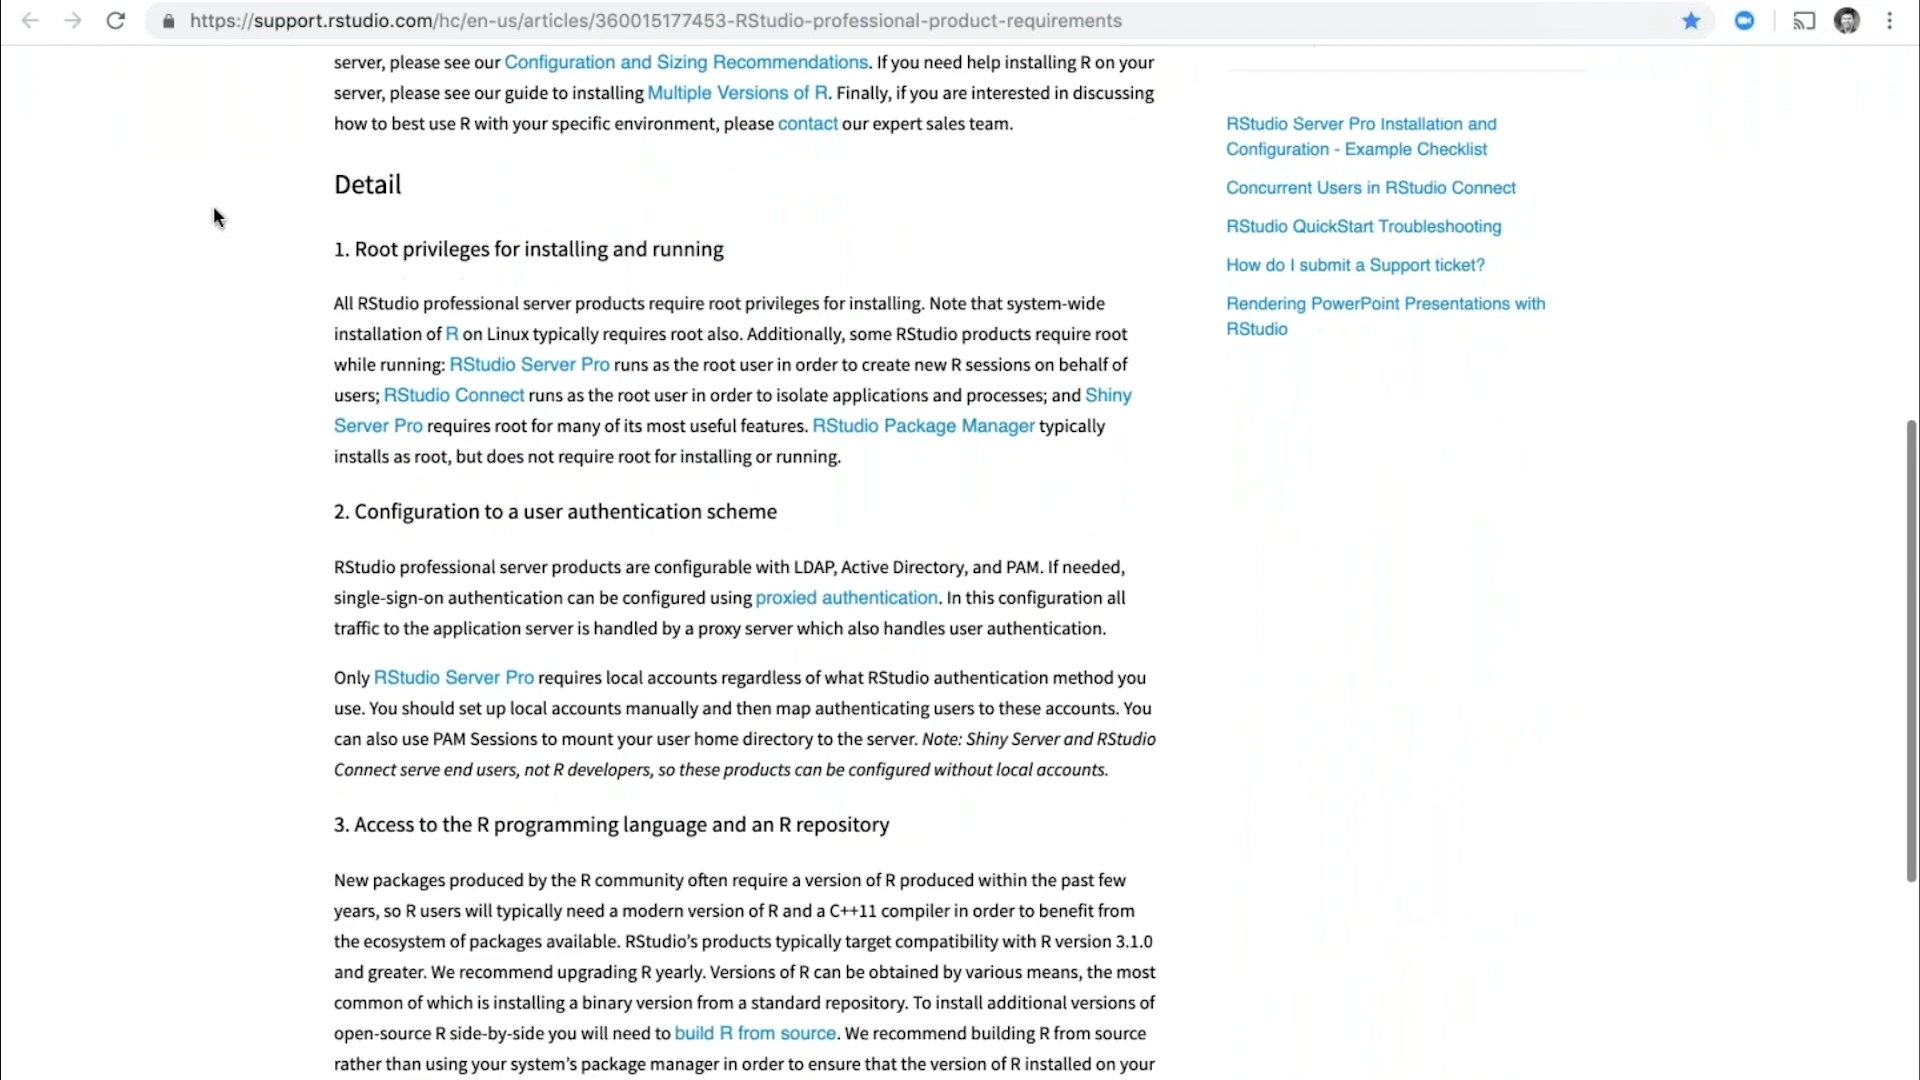 https://support.rstudio.com/hc/en-us/articles/360015177453-RStudio-professional-product-requirements
server, please see our Configuration and Sizing Recommendations. If you need help installing R on your
server, please see our guide to installing Multiple Versions of R. Finally, if you are interested in discussing
how to best use R with your specific environment, please contact our expert sales team.
Detail
1. Root privileges for installing and running
All RStudio professional server products require root privileges for installing. Note that system-wide
installation of R on Linux typically requires root also. Additionally, some RStudio products require root
while running: RStudio Server Pro runs as the root user in order to create new R sessions on behalf of
users; RStudio Connect runs as the root user in order to isolate applications and processes; and Shiny
Server Pro requires root for many of its most useful features. RStudio Package Manager typically
installs as root, but does not require root for installing or running.
2. Configuration to a user authentication scheme
RStudio professional server products are configurable with LDAP, Active Directory, and PAM. If needed,
single-sign-on authentication can be configured using proxied authentication. In this configuration all
traffic to the application server is handled by a proxy server which also handles user authentication.
Only RStudio Server Pro requires local accounts regardless of what RStudio authentication method you
use. You should set up local accounts manually and then map authenticating users to these accounts. You
can also use PAM Sessions to mount your user home directory to the server. Note: Shiny Server and RStudio
Connect serve end users, not R developers, so these products can be configured without local accounts.
3. Access to the R programming language and an R repository
New packages produced by the R community often require a version of R produced within the past few
years, so R users will typically need a modern version of R and a C++11 compiler in order to benefit from
the ecosystem of packages available. RStudio's products typically target compatibility with R version 3.1.0
and greater. We recommend upgrading R yearly. Versions of R can be obtained by various means, the most
common of which is installing a binary version from a standard repository. To install additional versions of
open-source R side-by-side you will need to build R from source. We recommend building R from source
rather than using your system's package manager in order to ensure that the version of R installed on your
RStudio Server Pro Installation and
Configuration - Example Checklist
Concurrent Users in RStudio Connect
RStudio QuickStart Troubleshooting
How do I submit a Support ticket?
Rendering PowerPoint Presentations with
RStudio